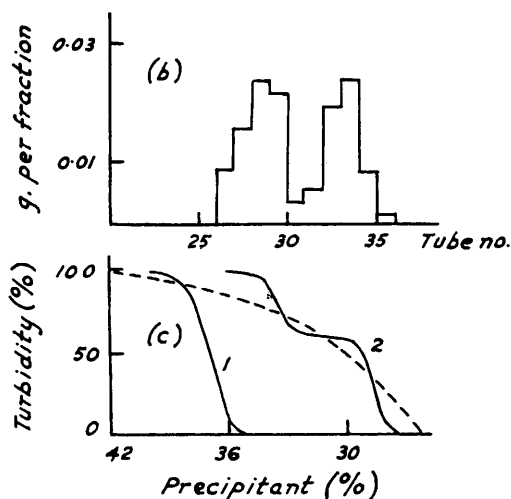 g. per fraction
0.03
0.01
(b)
25 30 35 Tube no.
Turbidity (%)
100
50
0
(c)
1
2
42 36 30
Precipitant (%)